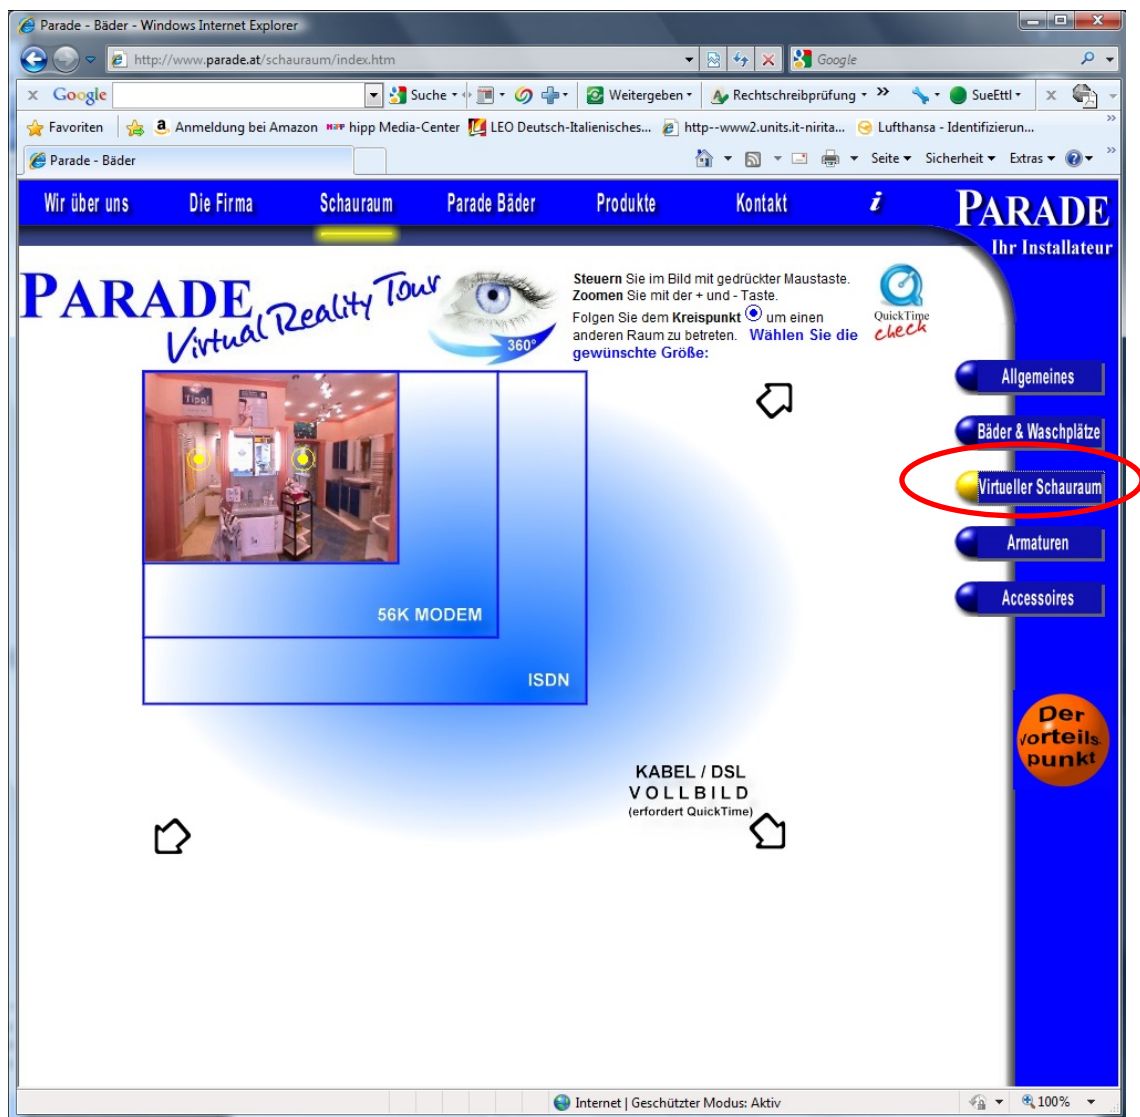 Parade - Bäder - Windows Internet Explorer
http://www.parade.at/schauraum/index.htm
Google
x Google
Suche
Weitergeben
Rechtschreibprüfung
SueEttl
Favoriten
Anmeldung bei Amazon
hipp Media-Center
LEO Deutsch-Italienisches...
http--www2.units.it-nirita...
Lufthansa - Identifizierun...
Parade - Bäder
Seite
Sicherheit
Extras
Wir über uns
Die Firma
Schauraum
Parade Bäder
Produkte
Kontakt
i
PARADE
Ihr Installateur
PARADE
Virtual Reality Tour
360°
Steuern Sie im Bild mit gedrückter Maustaste.
Zoomen Sie mit der + und - Taste.
Folgen Sie dem Kreispunkt um einen
anderen Raum zu betreten. Wählen Sie die
gewünschte Größe:
QuickTime
check
Allgemeines
Bäder & Waschplätze
Virtueller Schauraum
Armaturen
Accessoires
Tipp!
56K MODEM
ISDN
KABEL / DSL
VOLLBILD
(erfordert QuickTime)
Der
Vorteils-
punkt
Internet | Geschützter Modus: Aktiv
100%